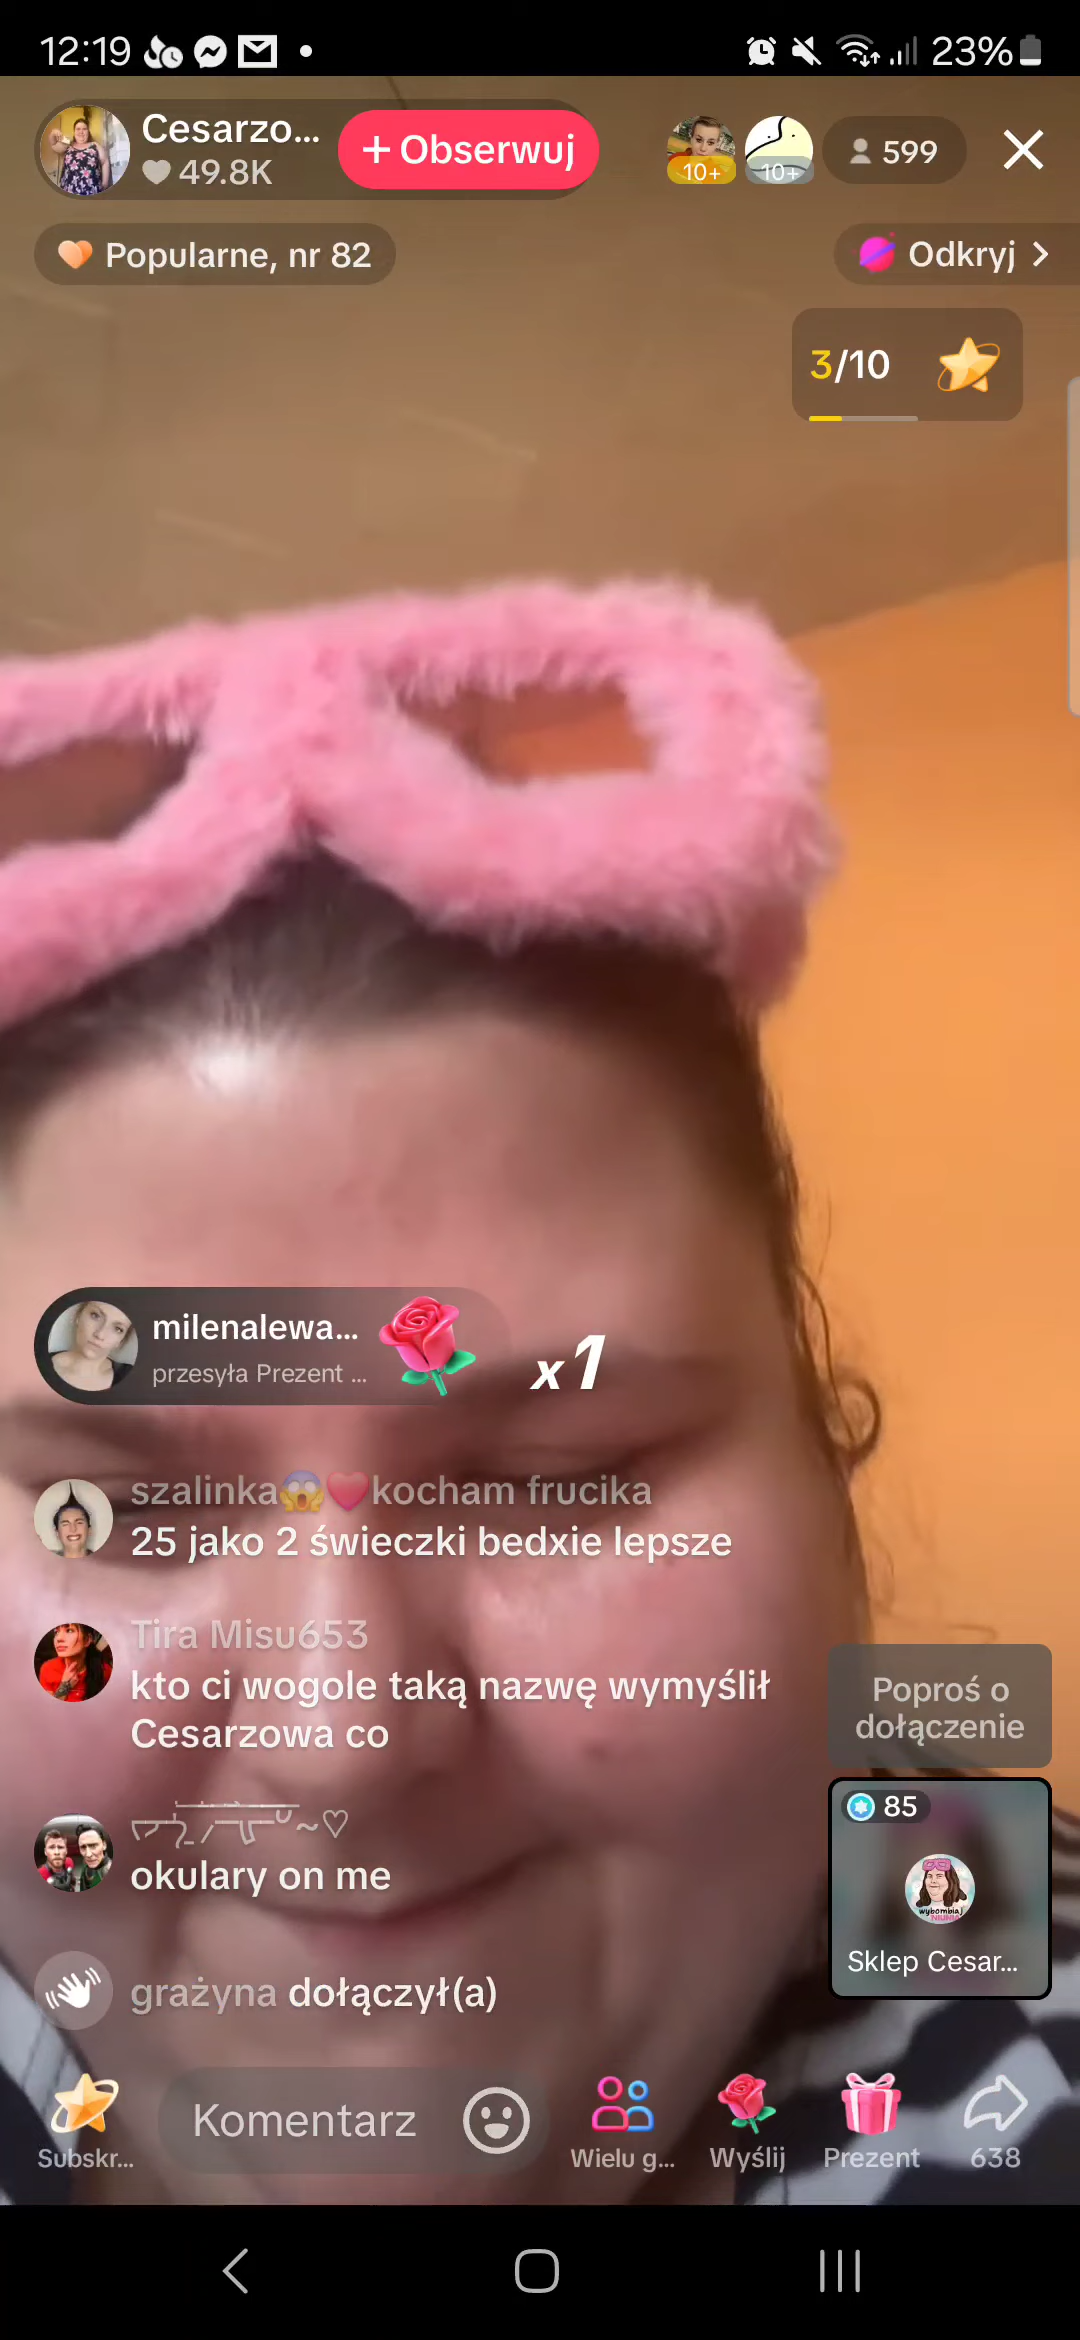 12:19
23%
Cesarzo...
49.8K
+ Obserwuj
10+
10+
599
Popularne, nr 82
Odkryj >
3/10
milenalewa...
przesyła Prezent ...
x1
szalinka😱❤️kocham frucika
25 jako 2 świeczki bedxie lepsze
Tira Misu653
kto ci wogole taką nazwę wymyślił
Cesarzowa co
okulary on me
grażyna dołączył(a)
Poproś o
dołączenie
85
wybombiaj
Sklep Cesar...
Subskr...
Komentarz
Wielu g...
Wyślij
Prezent
638